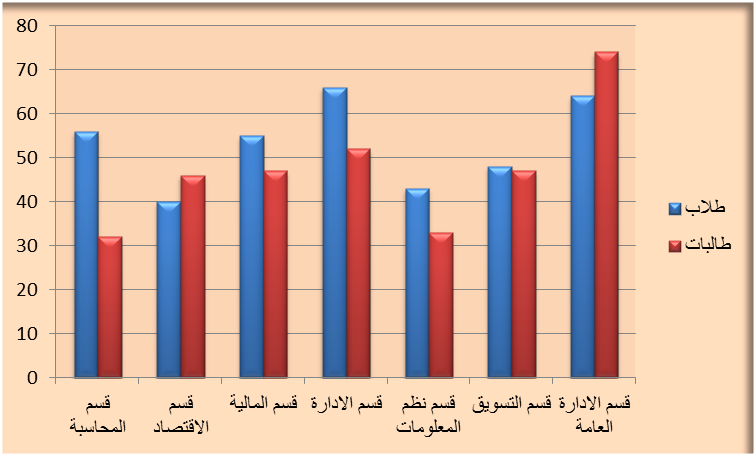 80
70
60
50
40
30
20
10
0
قسم المحاسبة
قسم الاقتصاد
قسم المالية
قسم الادارة
قسم نظم المعلومات
قسم التسويق
قسم الادارة العامة
طلاب
طالبات